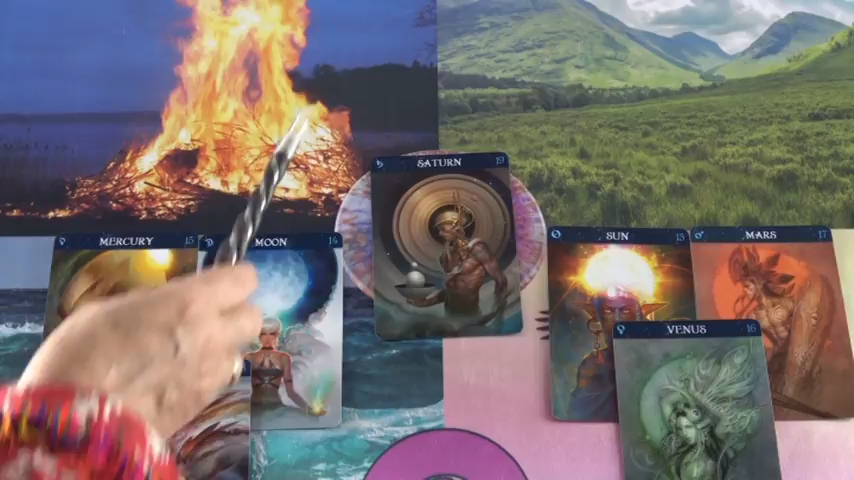 SATURN 19
MERCURY 15
MOON 14
SUN 13
MARS 17
VENUS 16